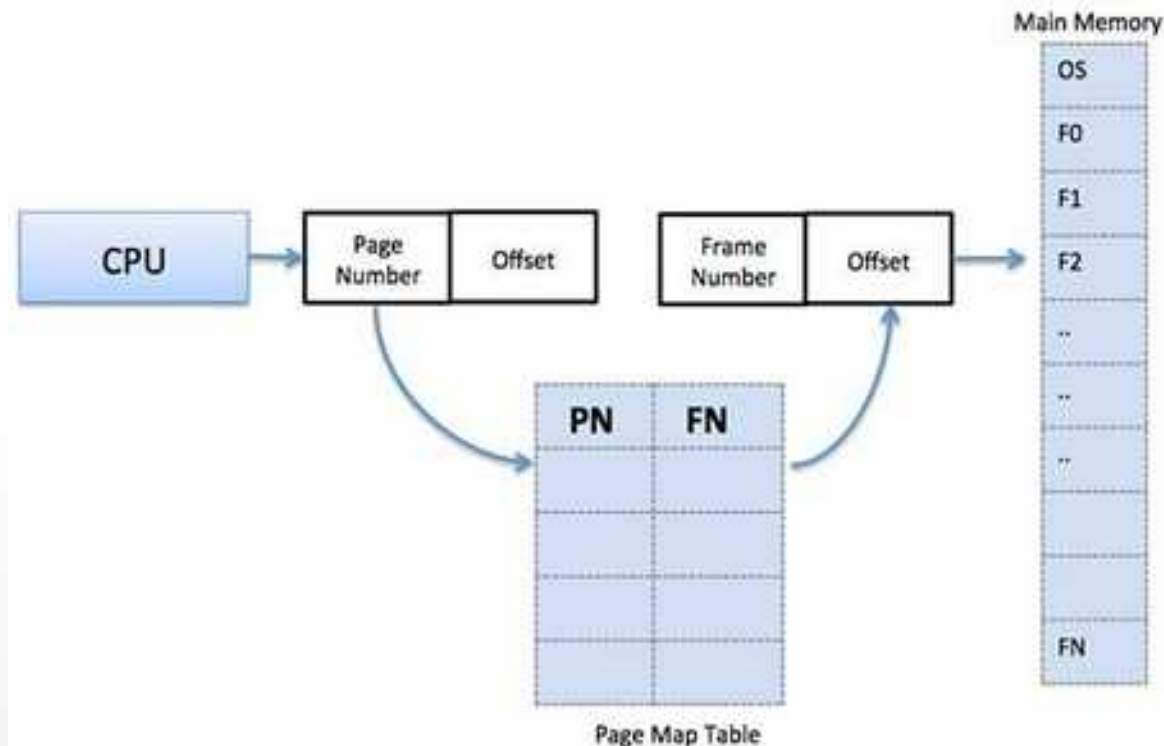 Main Memory
OS
F0
F1
F2
..
..
..
FN
CPU
Page
Number
Offset
Frame
Number
Offset
PN
FN
Page Map Table